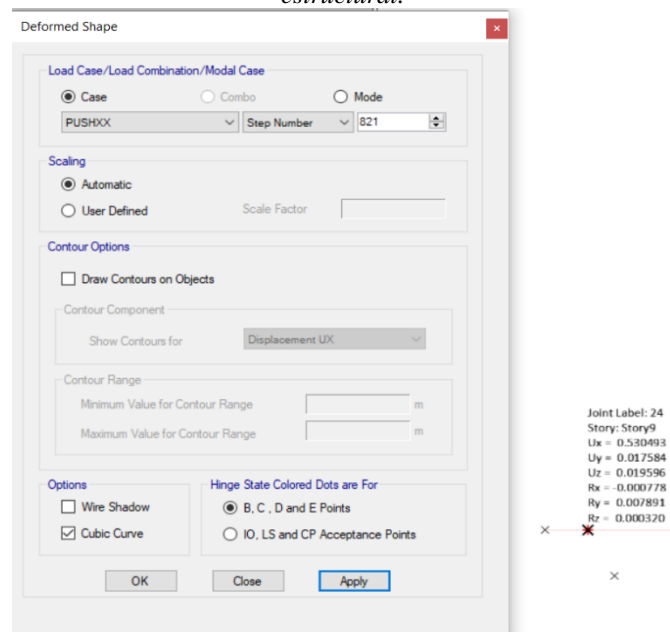 estructural.
Deformed Shape
Load Case/Load Combination/Modal Case
Case Combo Mode
PUSHXX Step Number 821
Scaling
Automatic
User Defined Scale Factor
Contour Options
Draw Contours on Objects
Contour Component
Show Contours for Displacement UX
Contour Range
Minimum Value for Contour Range m
Maximum Value for Contour Range m
Options
Wire Shadow
Cubic Curve
Hinge State Colored Dots are For
B, C , D and E Points
IO, LS and CP Acceptance Points
OK Close Apply
Joint Label: 24
Story: Story9
Ux = 0.530493
Uy = 0.017584
Uz = 0.019596
Rx = -0.000778
Ry = 0.007891
Rz = 0.000320